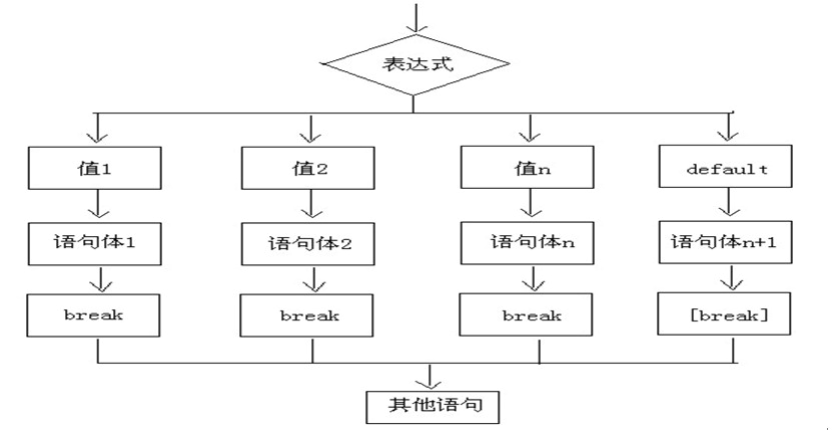 表达式
值1
值2
值n
default
语句体1
语句体2
语句体n
语句体n+1
break
break
break
[break]
其他语句